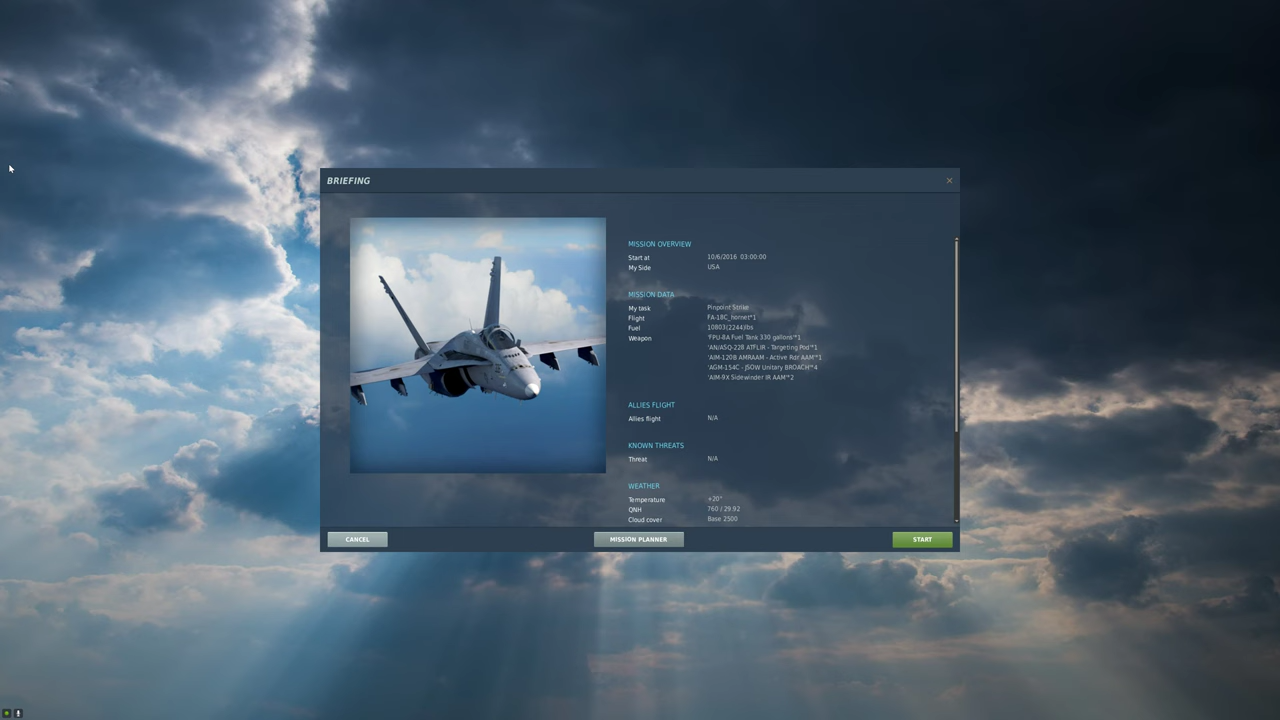 BRIEFING
MISSION OVERVIEW
Start at 10/6/2016 03:00:00
My Side USA
MISSION DATA
My task Pinpoint Strike
Flight FA-18C_hornet*1
Fuel 10803(2244)lbs
Weapon 'FPU-8A Fuel Tank 330 gallons'*1
'AN/ASQ-228 ATFLIR - Targeting Pod'*1
'AIM-120B AMRAAM - Active Rdr AAM'*1
'AGM-154C - JSOW Unitary BROACH'*4
'AIM-9X Sidewinder IR AAM'*2
ALLIES FLIGHT
Allies flight N/A
KNOWN THREATS
Threat N/A
WEATHER
Temperature +20°
QNH 760 / 29.92
Cloud cover Base 2500
CANCEL MISSION PLANNER START